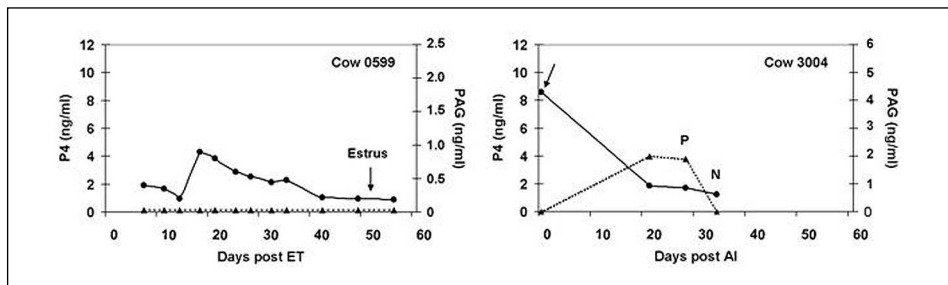 12 2.5
Cow 0599
10 2.0
8
1.5
6
1.0
4
Estrus
2 0.5
0 0
P4 (ng/ml)
PAG (ng/ml)
0 10 20 30 40 50 60
Days post ET
12 6
Cow 3004
10 5
8 4
6 3
P
4 2
N
2 1
0 0
P4 (ng/ml)
PAG (ng/ml)
0 10 20 30 40 50 60
Days post AI